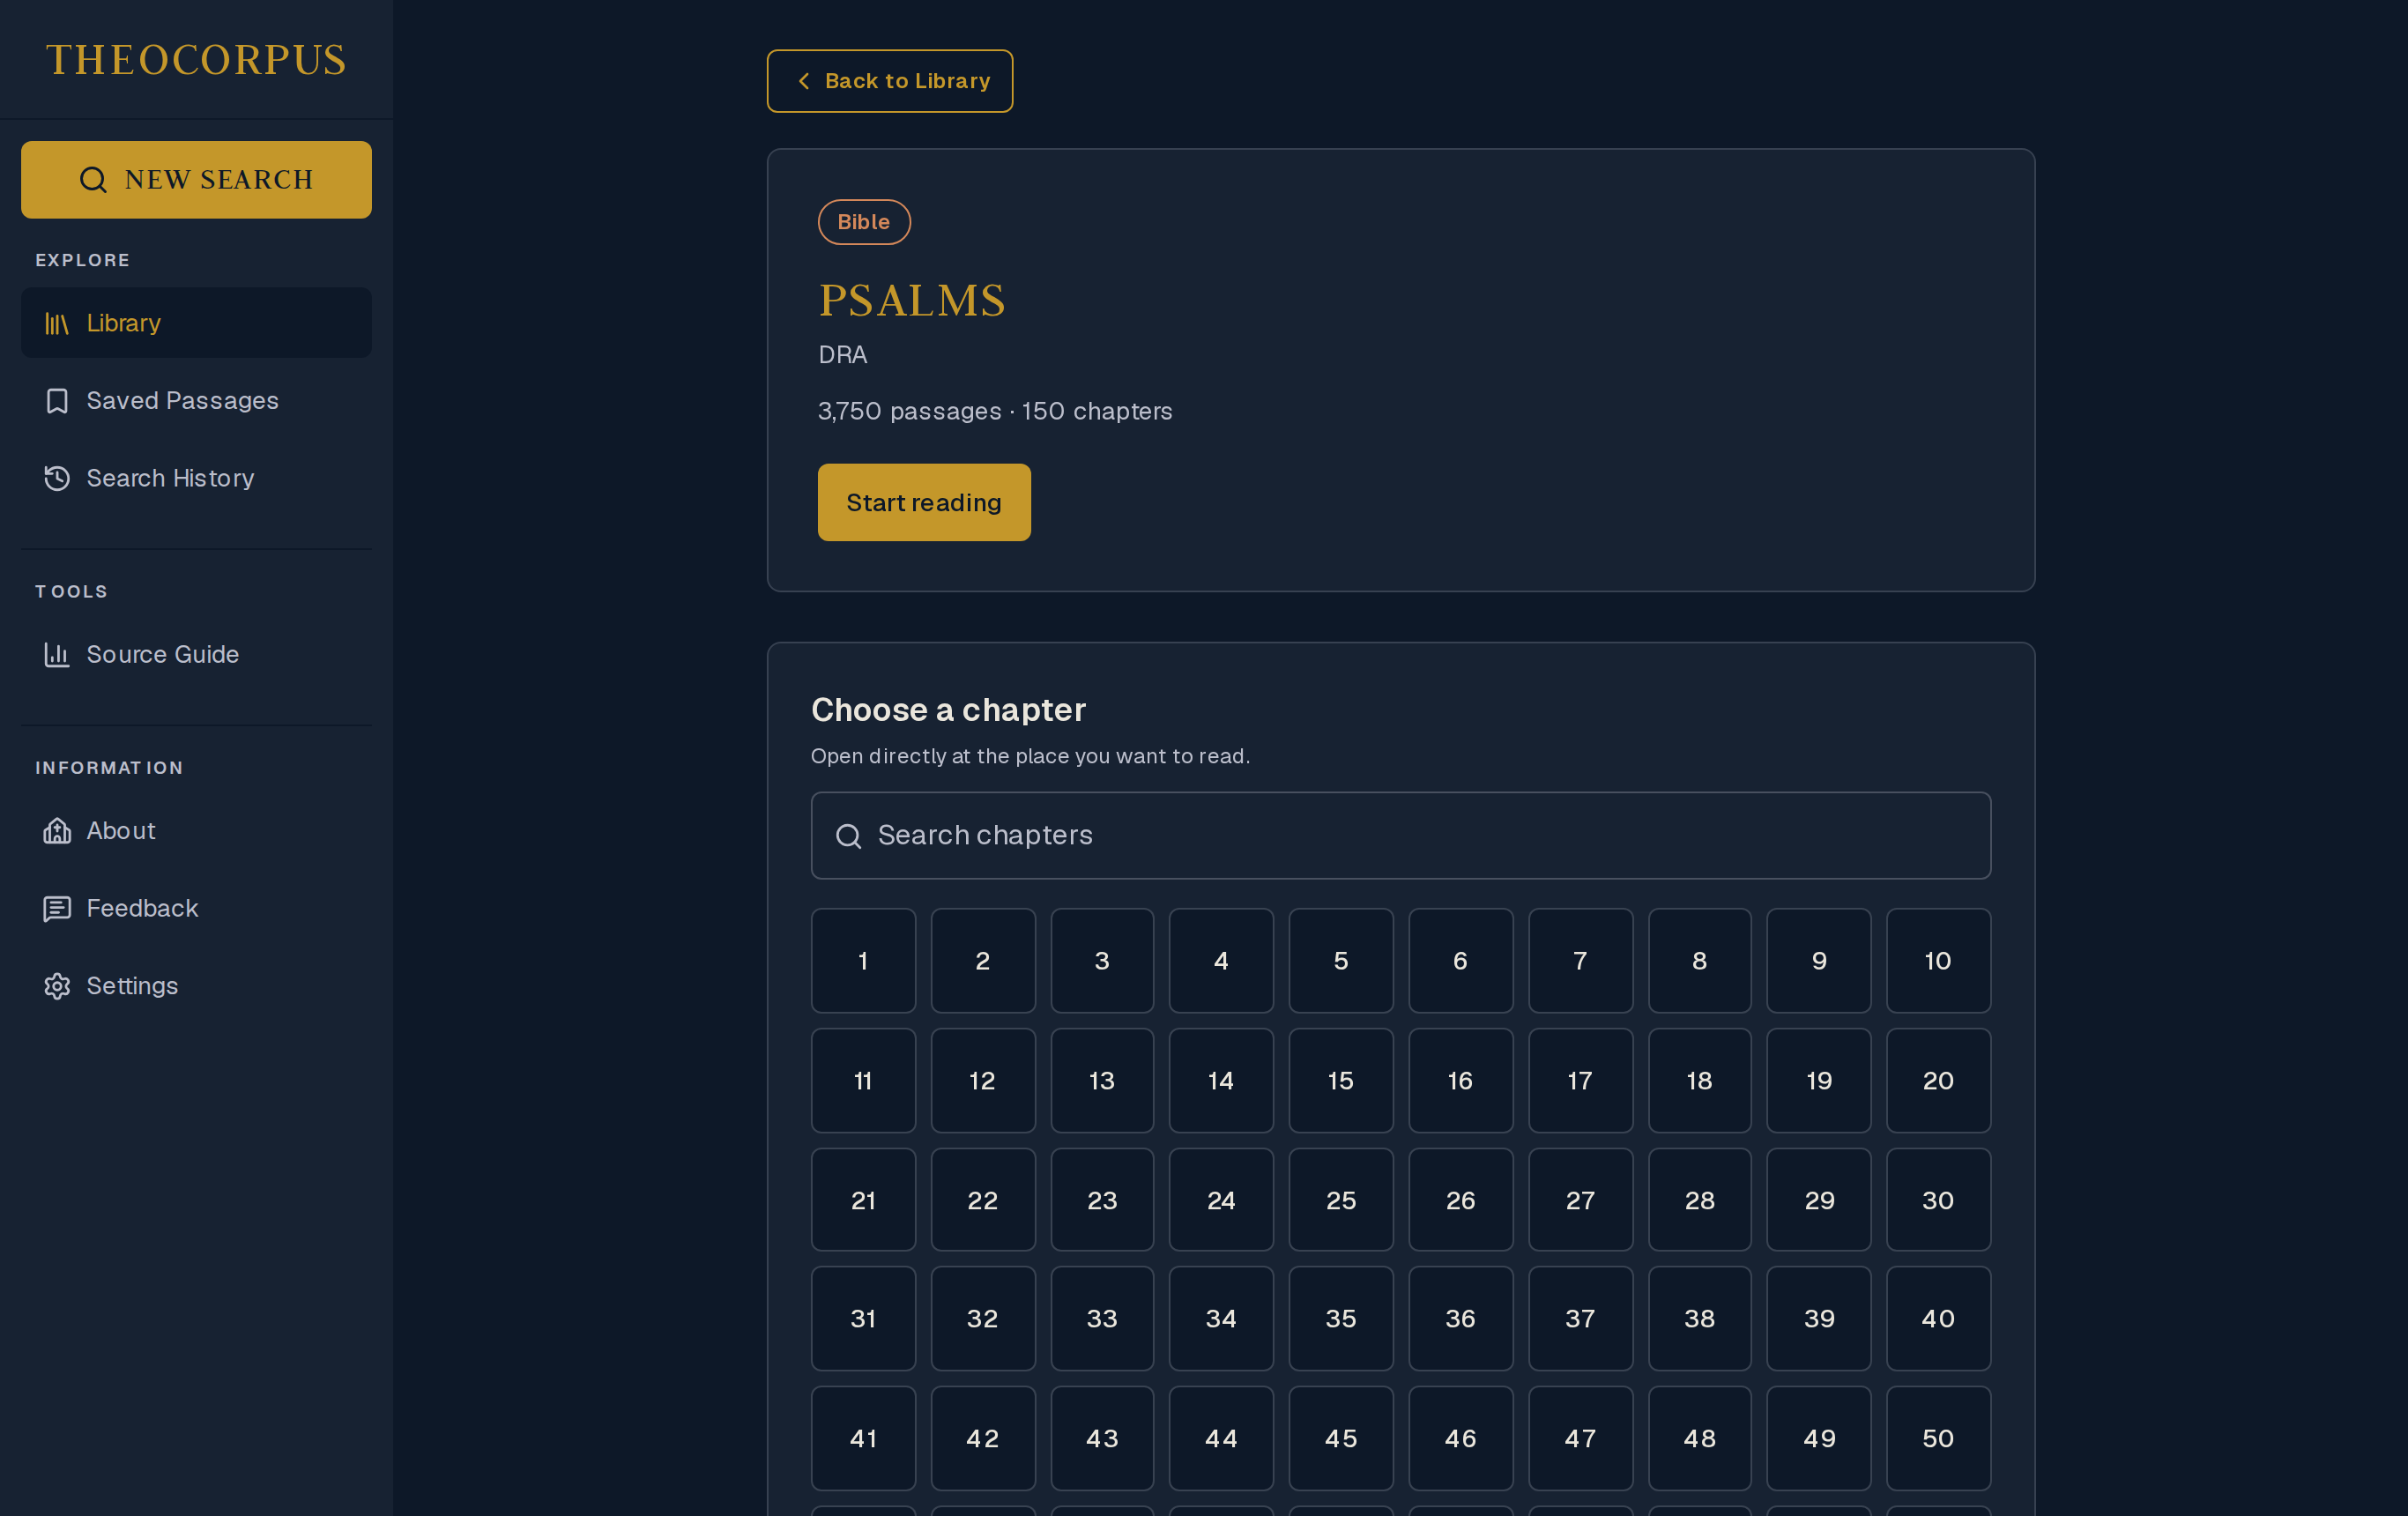 THEOCORPUS
NEW SEARCH
EXPLORE
Library
Saved Passages
Search History
TOOLS
Source Guide
INFORMATION
About
Feedback
Settings
Back to Library
Bible
PSALMS
DRA
3,750 passages · 150 chapters
Start reading
Choose a chapter
Open directly at the place you want to read.
Search chapters
1 2 3 4 5 6 7 8 9 10
11 12 13 14 15 16 17 18 19 20
21 22 23 24 25 26 27 28 29 30
31 32 33 34 35 36 37 38 39 40
41 42 43 44 45 46 47 48 49 50